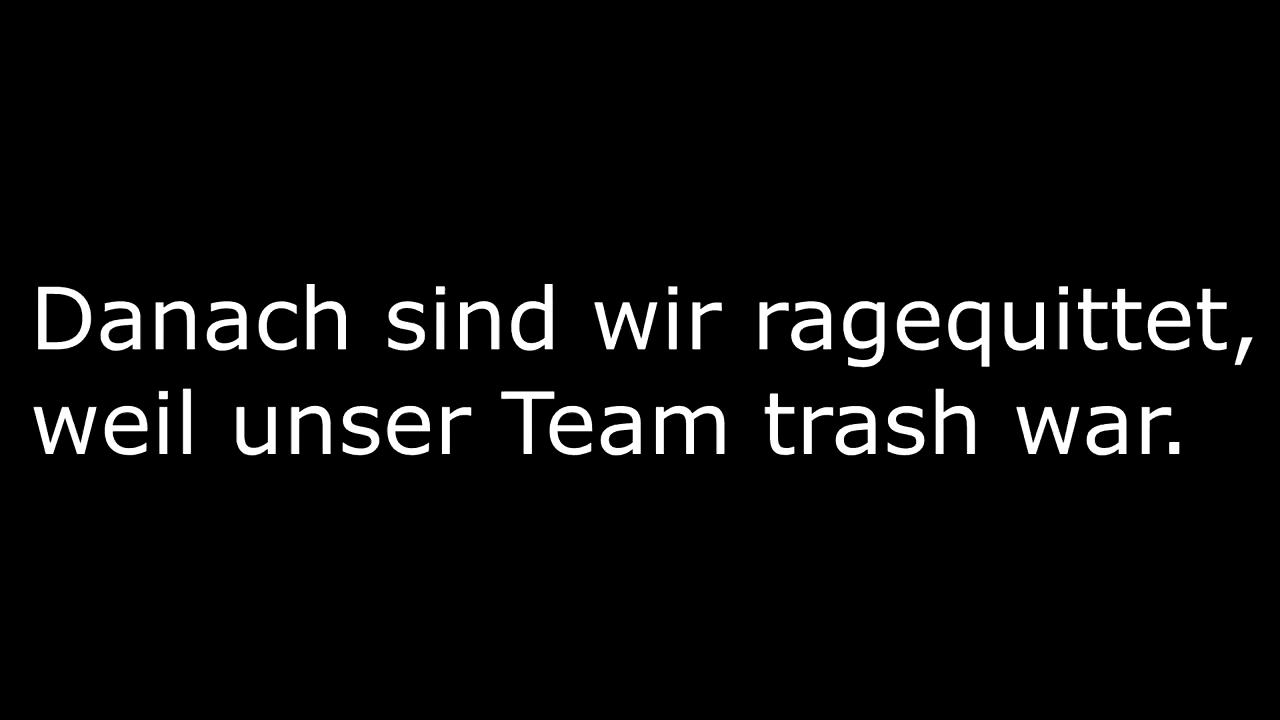 Danach sind wir ragequittet,
weil unser Team trash war.